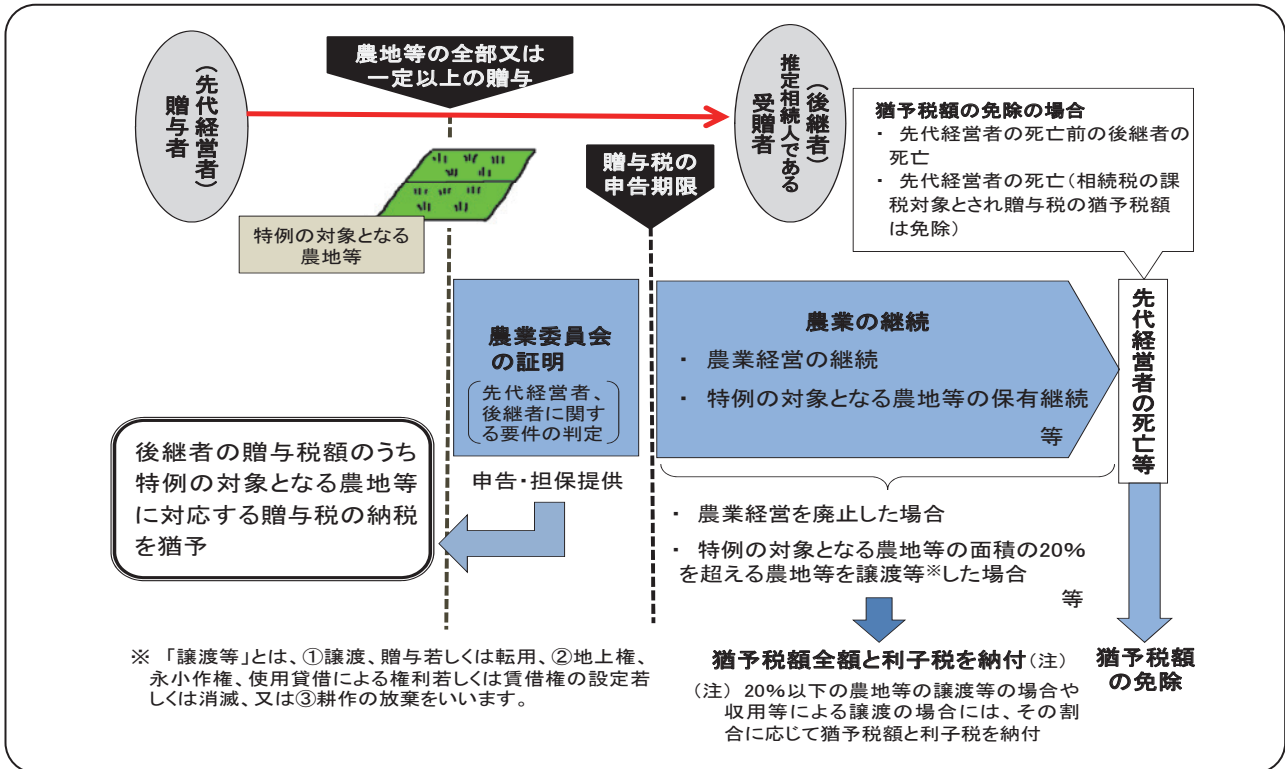 (先代経営者)
贈与者
農地等の全部又は
一定以上の贈与
(後継者)
推定相続人である
受贈者
特例の対象となる
農地等
贈与税の
申告期限
猶予税額の免除の場合
・ 先代経営者の死亡前の後継者の
死亡
・ 先代経営者の死亡(相続税の課
税対象とされ贈与税の猶予税額
は免除)
農業委員会
の証明
先代経営者、
後継者に関す
る要件の判定
農業の継続
・ 農業経営の継続
・ 特例の対象となる農地等の保有継続
等
先代経営者の死亡等
後継者の贈与税額のうち
特例の対象となる農地等
に対応する贈与税の納税
を猶予
申告・担保提供
・ 農業経営を廃止した場合
・ 特例の対象となる農地等の面積の20%
を超える農地等を譲渡等※した場合
等
猶予税額全額と利子税を納付(注)
(注) 20%以下の農地等の譲渡等の場合や
収用等による譲渡の場合には、その割
合に応じて猶予税額と利子税を納付
猶予税額
の免除
※ 「譲渡等」とは、①譲渡、贈与若しくは転用、②地上権、
永小作権、使用貸借による権利若しくは賃借権の設定若
しくは消滅、又は③耕作の放棄をいいます。